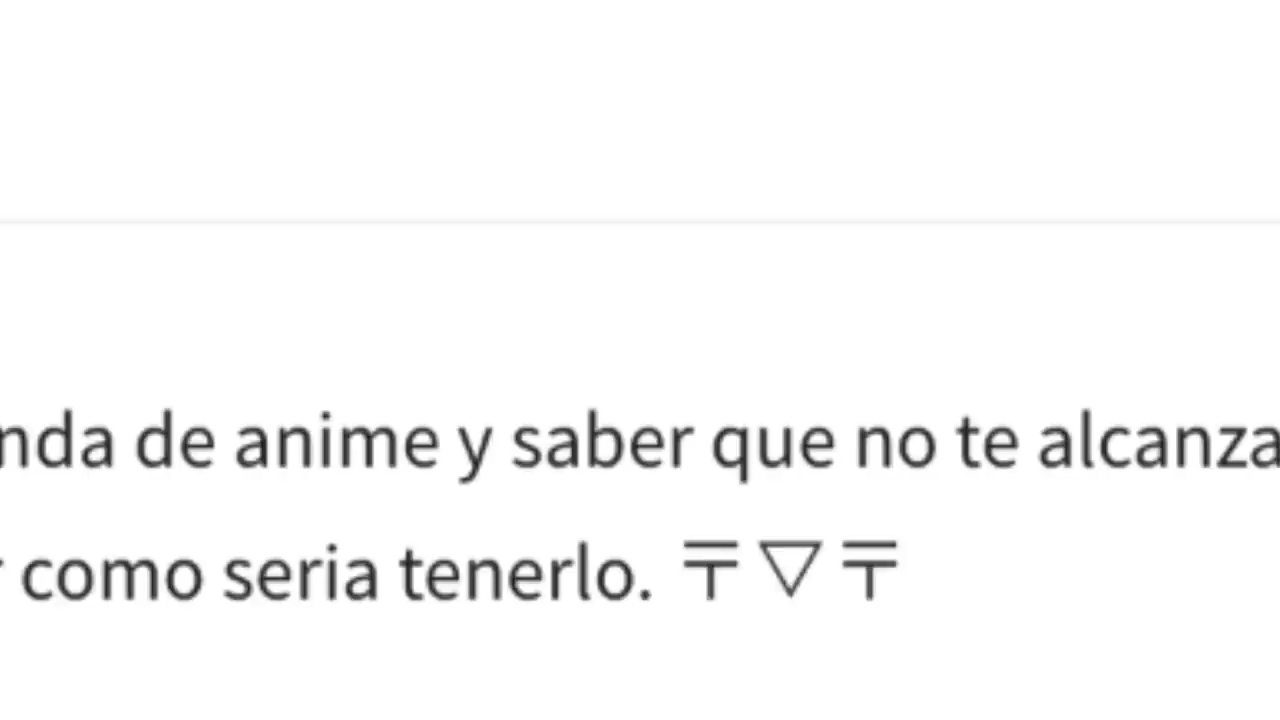 nda de anime y saber que no te alcanza
r como seria tenerlo. 〒▽〒